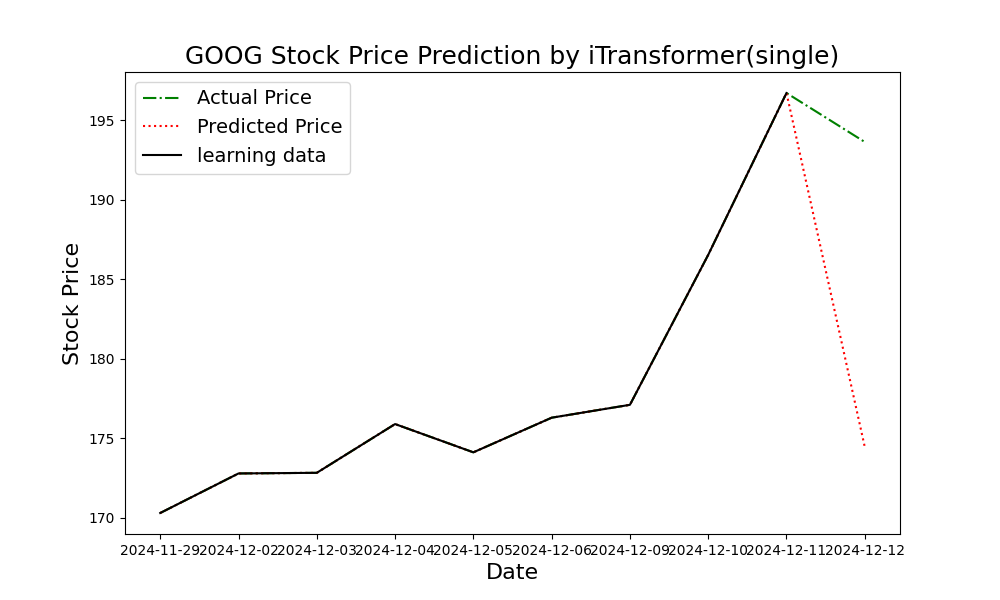 GOOG Stock Price Prediction by iTransformer(single)
Actual Price
Predicted Price
learning data
195
190
185
180
175
170
Stock Price
2024-11-29 2024-12-02 2024-12-03 2024-12-04 2024-12-05 2024-12-06 2024-12-09 2024-12-10 2024-12-11 2024-12-12
Date